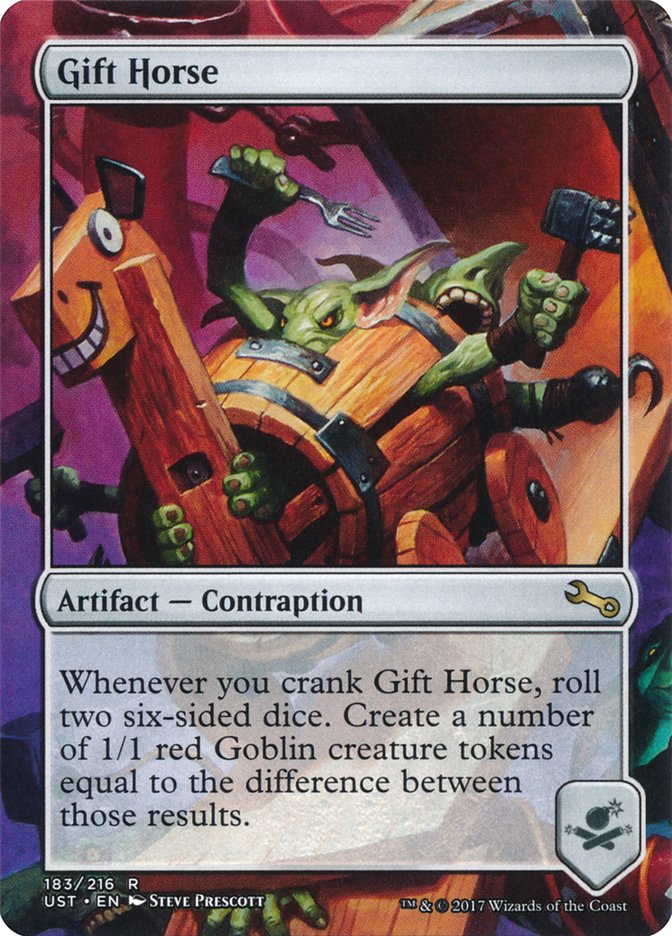 Gift Horse
Artifact — Contraption
Whenever you crank Gift Horse, roll
two six-sided dice. Create a number
of 1/1 red Goblin creature tokens
equal to the difference between
those results.
183/216 R
UST • EN Steve Prescott
™ & © 2017 Wizards of the Coast